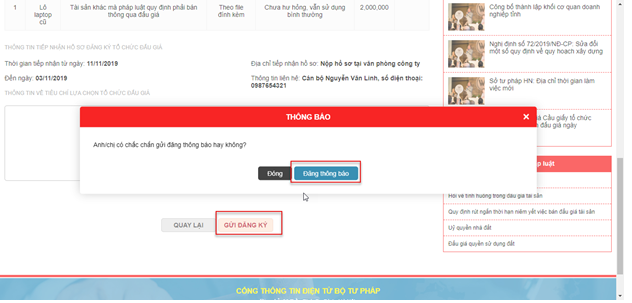 1 Lô laptop cũ Tài sản khác mà pháp luật quy định phải bán thông qua đấu giá Theo file đính kèm Chưa hư hỏng, vẫn sử dụng bình thường 2,000,000
THÔNG TIN TIẾP NHẬN HỒ SƠ ĐĂNG KÝ TỔ CHỨC ĐẤU GIÁ
Thời gian tiếp nhận từ ngày: 11/11/2019
Địa chỉ tiếp nhận hồ sơ: Nộp hồ sơ tại văn phòng công ty
Đến ngày: 03/11/2019
Thông tin liên hệ: Cán bộ Nguyễn Văn Linh, số điện thoại: 0987654321
THÔNG TIN VỀ TIÊU CHÍ LỰA CHỌN TỔ CHỨC ĐẤU GIÁ
THÔNG BÁO
×
Anh/chị có chắc chắn gửi đăng thông báo hay không?
Đóng
Đăng thông báo
QUAY LẠI
GỬI ĐĂNG KÝ
Công bố thành lập khối cơ quan doanh
nghiệp tỉnh
Nghị định số 72/2019/NĐ-CP: Sửa đổi
một số quy định về quy hoạch xây dựng
Sở tư pháp HN: Địa chỉ thời gian làm
việc mới
Cầu giấy tổ chức
đấu giá ngày
luật
Hỏi về tình huống trong đấu giá tài sản
Quy định rút ngắn thời hạn niêm yết việc bán đấu giá tài sản
Uỷ quyền nhà đất
Đấu giá quyền sử dụng đất
CỔNG THÔNG TIN ĐIỆN TỬ BỘ TƯ PHÁP